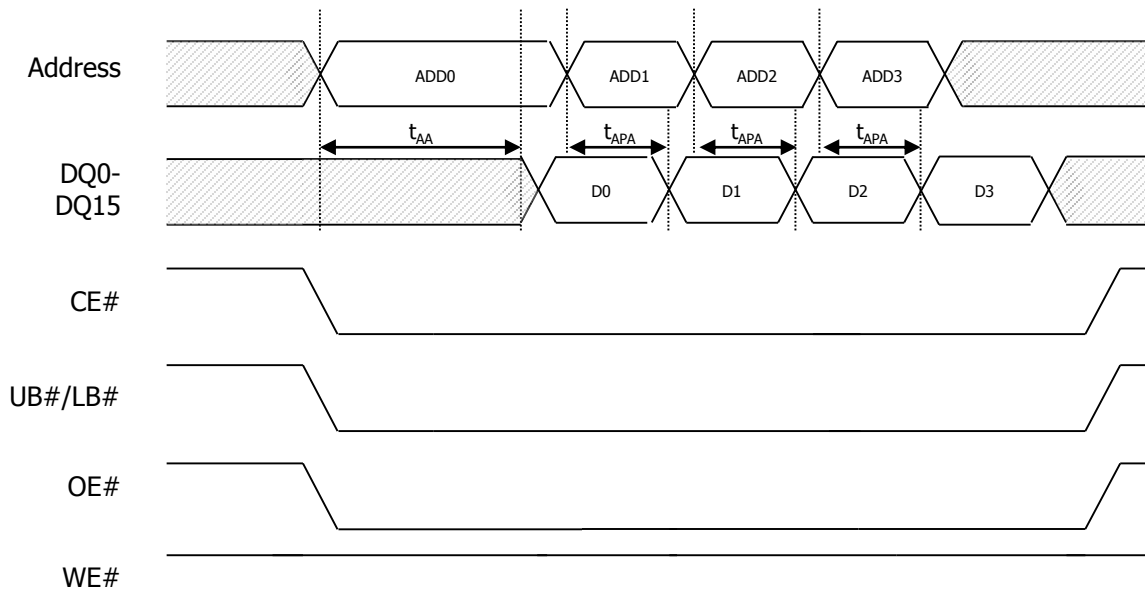 Address
ADD0
ADD1
ADD2
ADD3
tAA
tAPA
tAPA
tAPA
DQ0-
DQ15
D0
D1
D2
D3
CE#
UB#/LB#
OE#
WE#